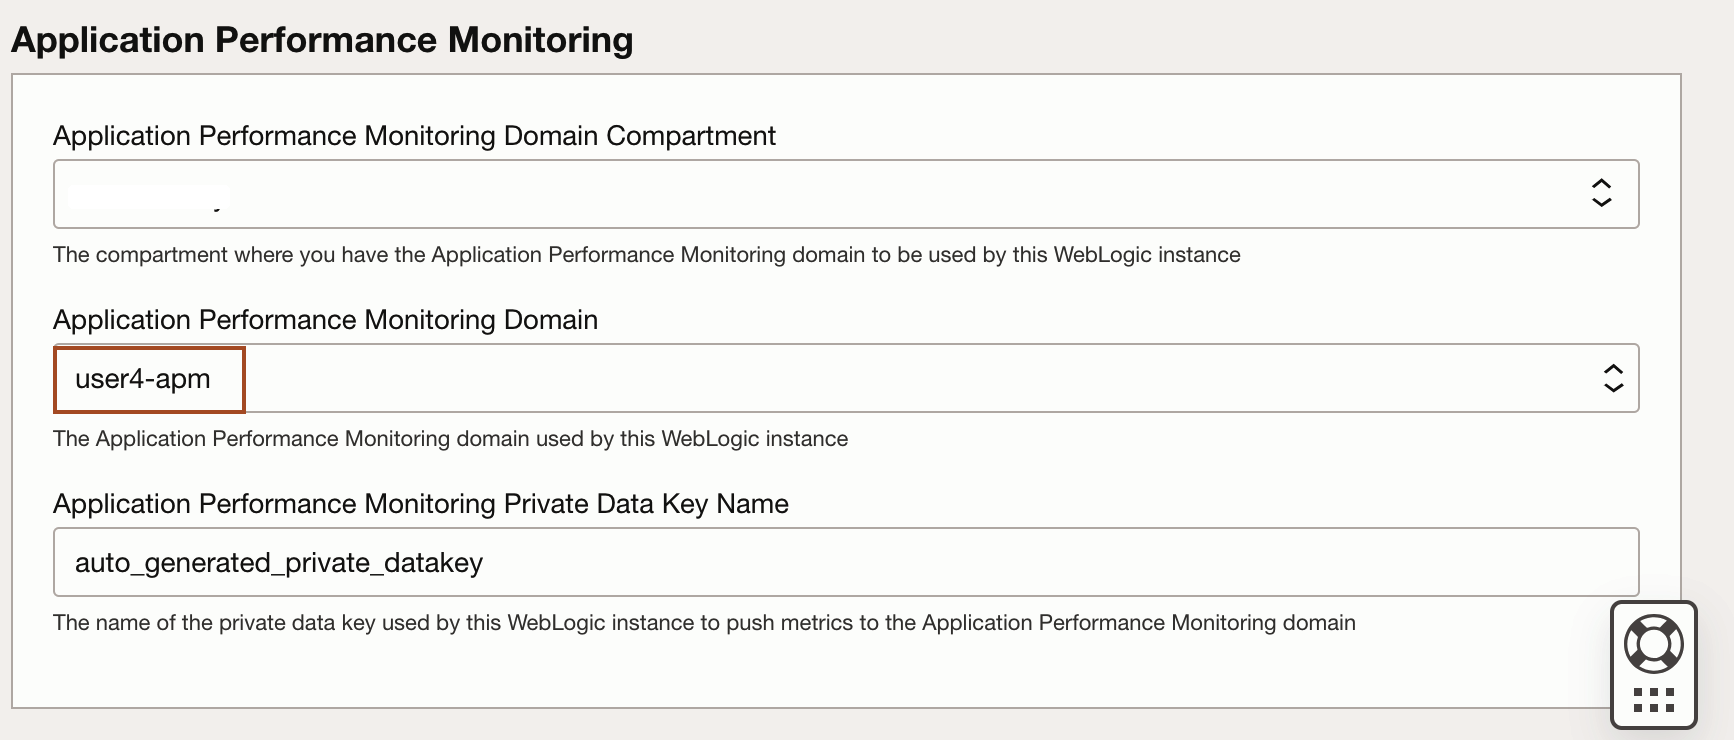 Application Performance Monitoring
Application Performance Monitoring Domain Compartment
The compartment where you have the Application Performance Monitoring domain to be used by this WebLogic instance
Application Performance Monitoring Domain
user4-apm
The Application Performance Monitoring domain used by this WebLogic instance
Application Performance Monitoring Private Data Key Name
auto_generated_private_datakey
The name of the private data key used by this WebLogic instance to push metrics to the Application Performance Monitoring domain